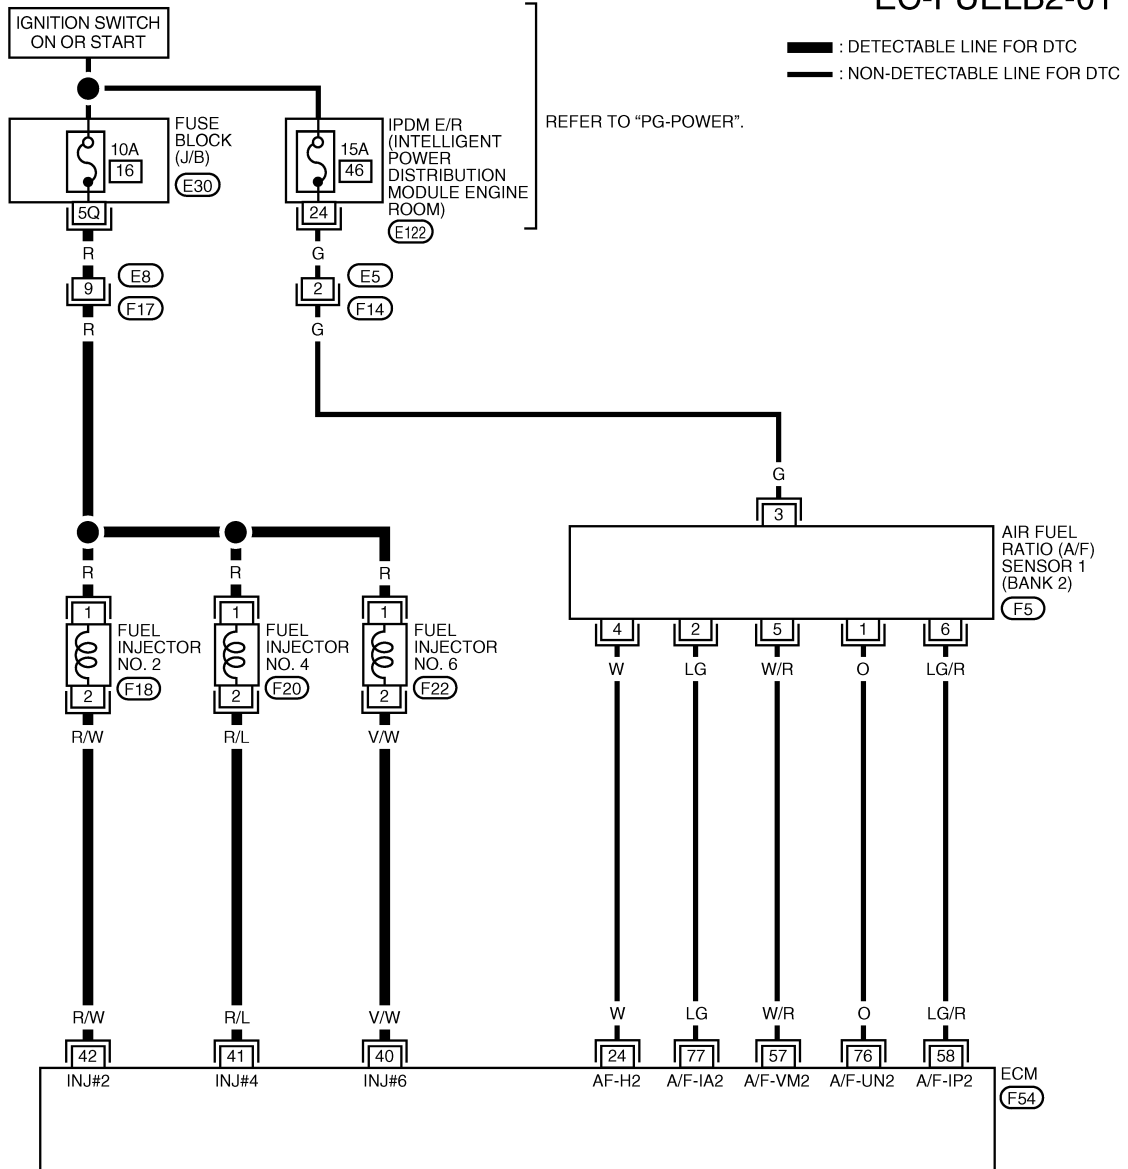 EC-FUELB2-01
IGNITION SWITCH
ON OR START
: DETECTABLE LINE FOR DTC
: NON-DETECTABLE LINE FOR DTC
REFER TO “PG-POWER”.
10A
16
FUSE
BLOCK
(J/B)
E30
15A
46
IPDM E/R
(INTELLIGENT
POWER
DISTRIBUTION
MODULE ENGINE
ROOM)
E122
5Q
24
R
G
9
E8
F17
2
E5
F14
R
G
G
3
AIR FUEL
RATIO (A/F)
SENSOR 1
(BANK 2)
F5
R
R
R
1
1
1
FUEL
INJECTOR
NO. 2
F18
FUEL
INJECTOR
NO. 4
F20
FUEL
INJECTOR
NO. 6
F22
2
2
2
4
2
5
1
6
W
LG
W/R
O
LG/R
R/W
R/L
V/W
R/W
R/L
V/W
W
LG
W/R
O
LG/R
42
41
40
24
77
57
76
58
INJ#2
INJ#4
INJ#6
AF-H2
A/F-IA2
A/F-VM2
A/F-UN2
A/F-IP2
ECM
F54